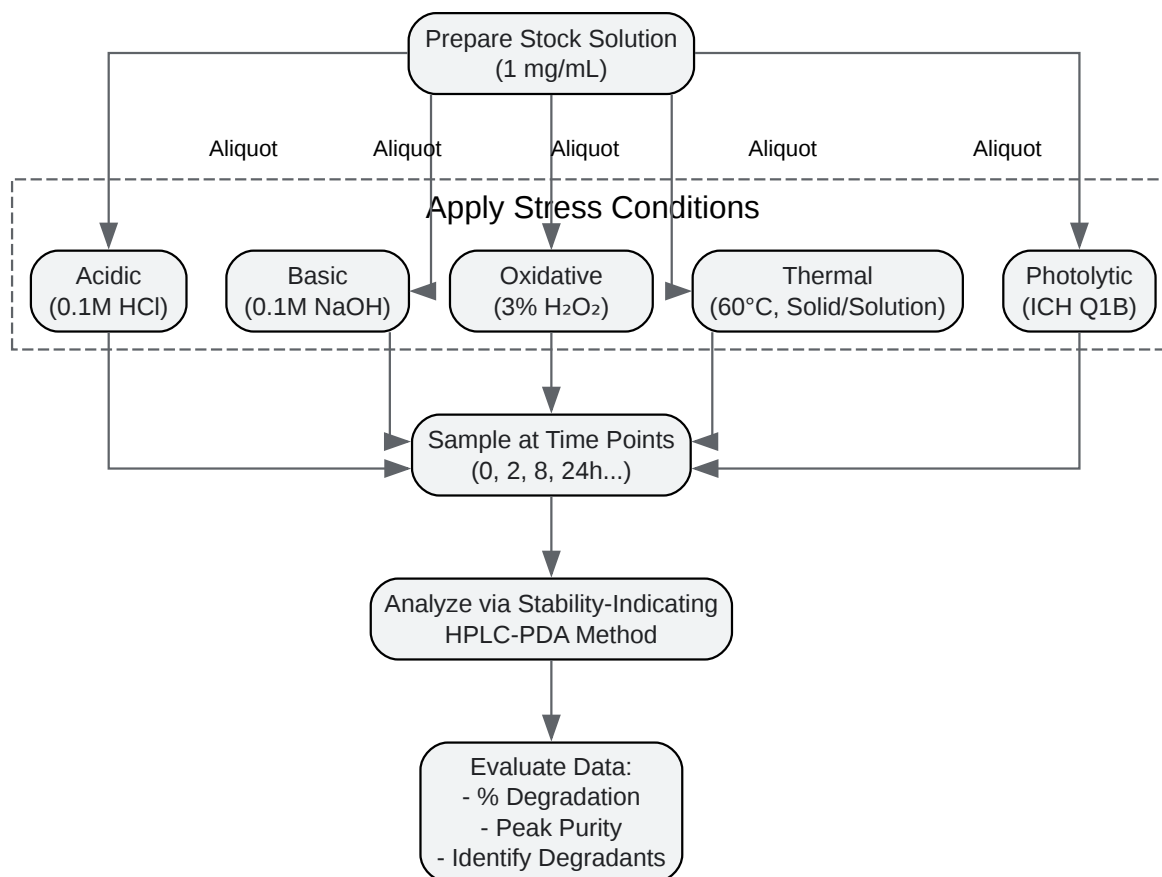 Prepare Stock Solution
(1 mg/mL)
Aliquot Aliquot Aliquot Aliquot Aliquot
Apply Stress Conditions
Acidic
(0.1M HCl)
Basic
(0.1M NaOH)
Oxidative
(3% H₂O₂)
Thermal
(60°C, Solid/Solution)
Photolytic
(ICH Q1B)
Sample at Time Points
(0, 2, 8, 24h...)
Analyze via Stability-Indicating
HPLC-PDA Method
Evaluate Data:
- % Degradation
- Peak Purity
- Identify Degradants